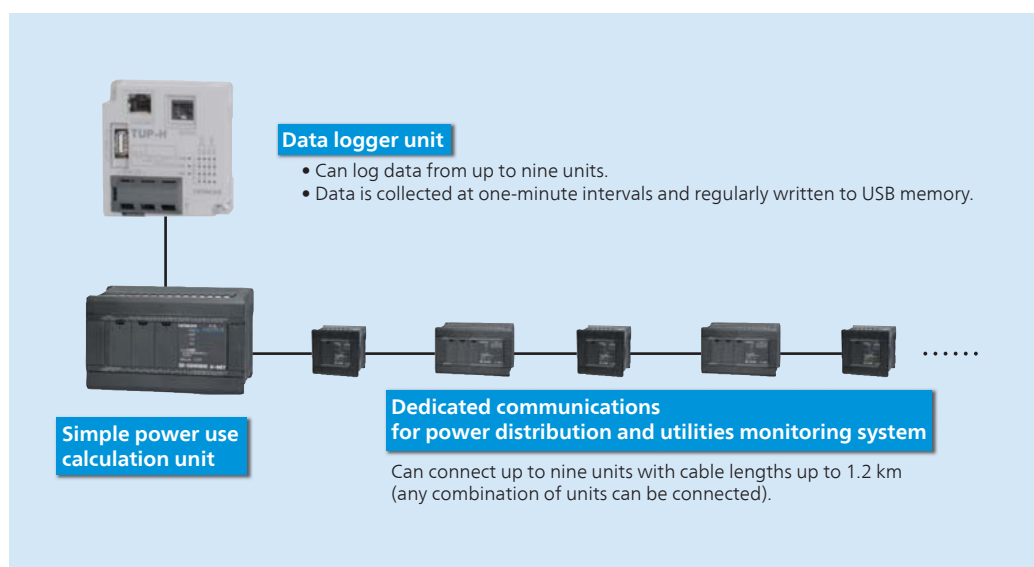 TUP-H
Data logger unit
• Can log data from up to nine units.
• Data is collected at one-minute intervals and regularly written to USB memory.
Simple power use
calculation unit
Dedicated communications
for power distribution and utilities monitoring system
Can connect up to nine units with cable lengths up to 1.2 km
(any combination of units can be connected).
......